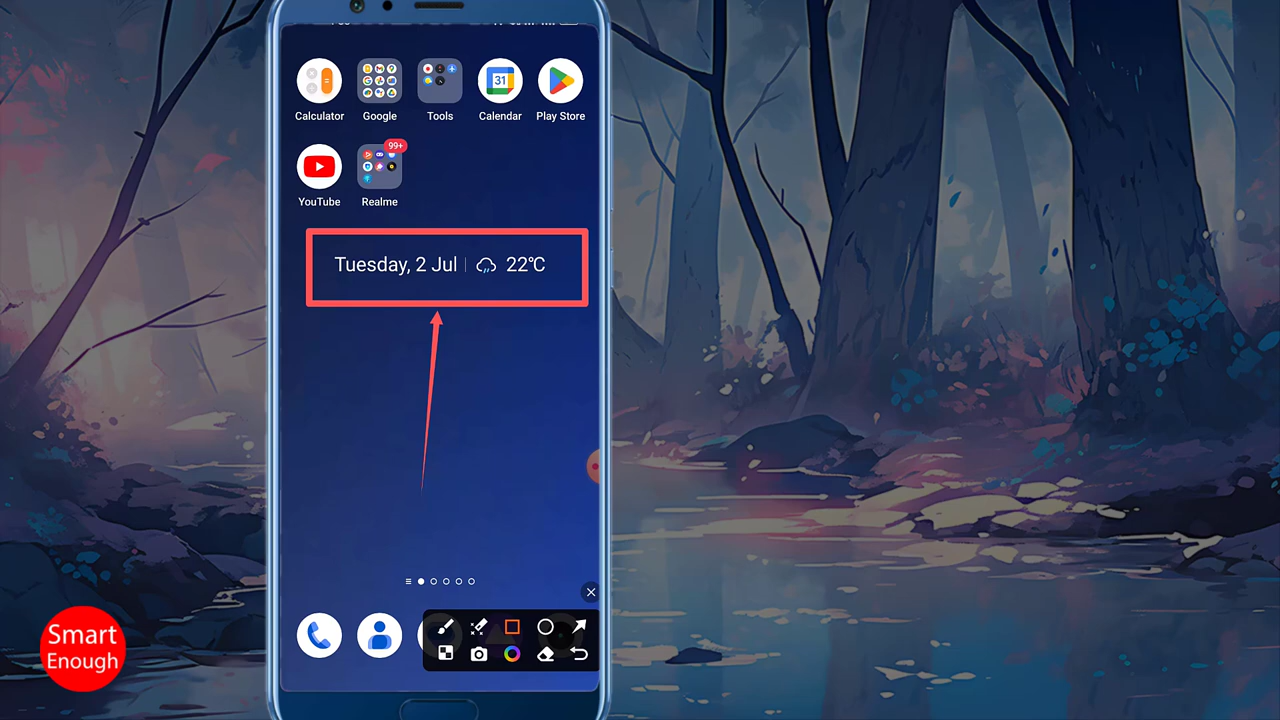 Calculator Google Tools Calendar Play Store
31
99+
YouTube Realme
Tuesday, 2 Jul 22℃
Smart
Enough